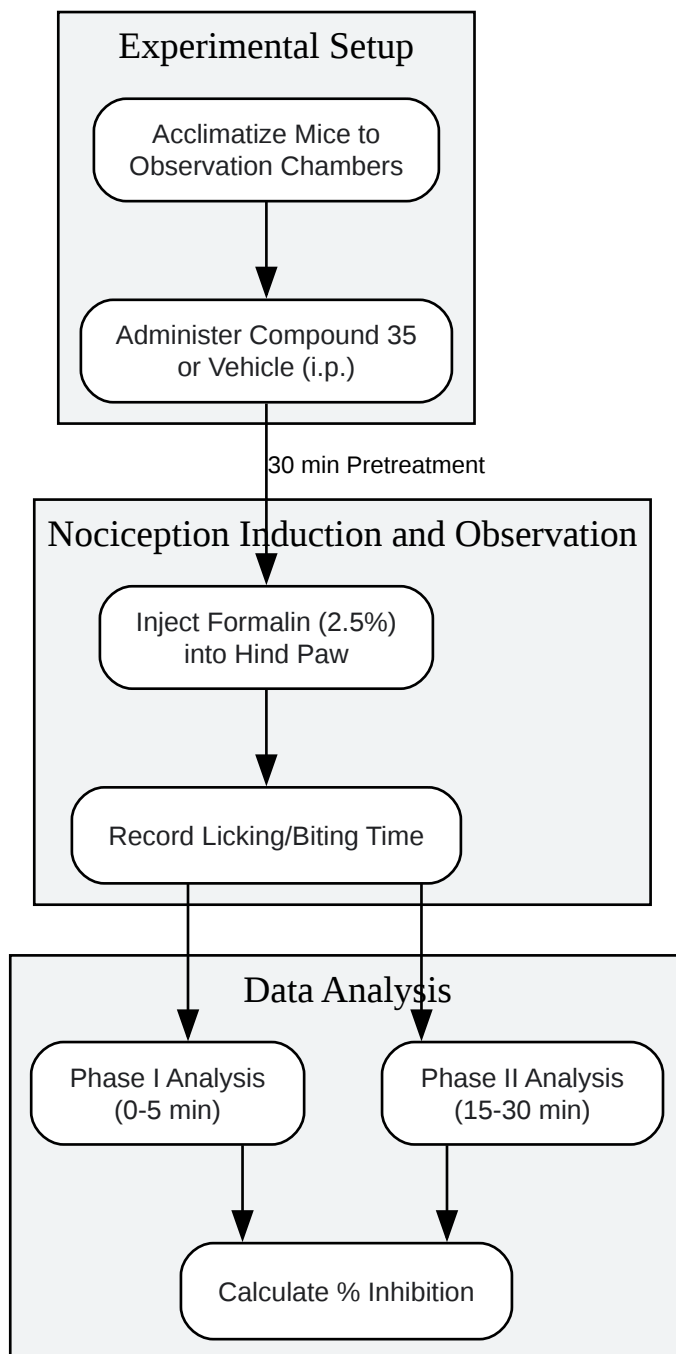 Experimental Setup
Acclimatize Mice to
Observation Chambers
Administer Compound 35
or Vehicle (i.p.)
30 min Pretreatment
Nociception Induction and Observation
Inject Formalin (2.5%)
into Hind Paw
Record Licking/Biting Time
Data Analysis
Phase I Analysis
(0-5 min)
Phase II Analysis
(15-30 min)
Calculate % Inhibition